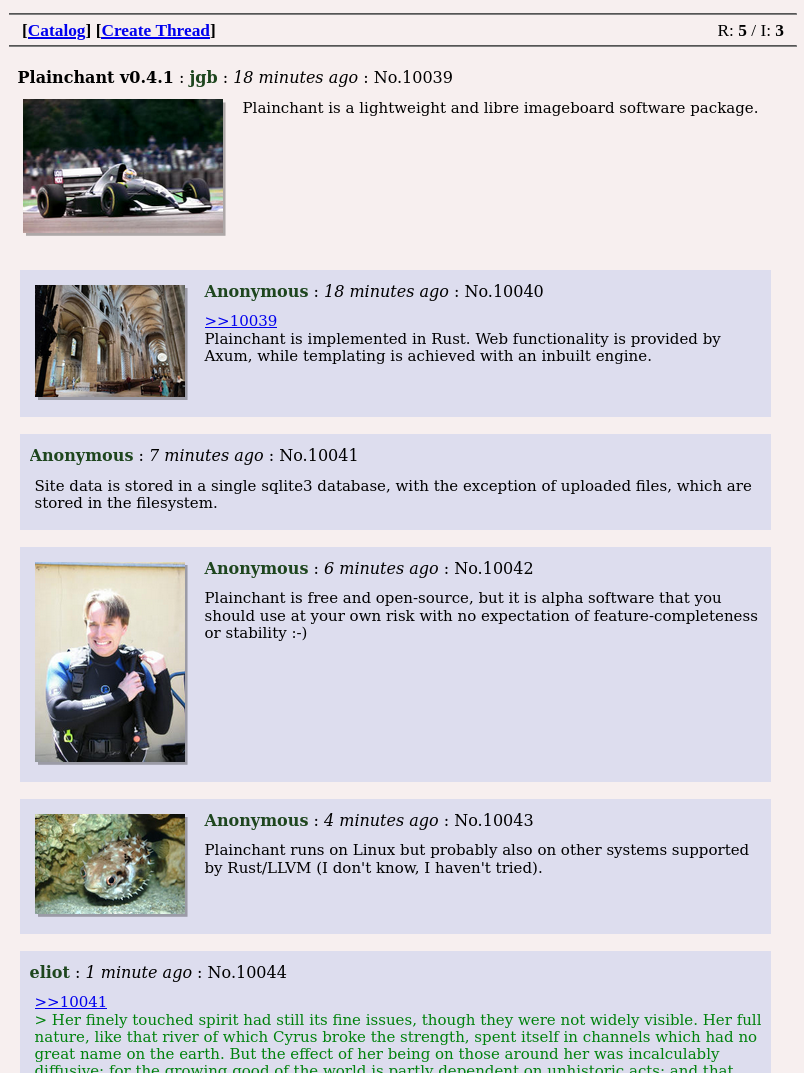 [Catalog] [Create Thread] R: 5 / I: 3
Plainchant v0.4.1 : jgb : 18 minutes ago : No.10039
Plainchant is a lightweight and libre imageboard software package.
Anonymous : 18 minutes ago : No.10040
>>10039
Plainchant is implemented in Rust. Web functionality is provided by
Axum, while templating is achieved with an inbuilt engine.
Anonymous : 7 minutes ago : No.10041
Site data is stored in a single sqlite3 database, with the exception of uploaded files, which are
stored in the filesystem.
Anonymous : 6 minutes ago : No.10042
Plainchant is free and open-source, but it is alpha software that you
should use at your own risk with no expectation of feature-completeness
or stability :-)
Anonymous : 4 minutes ago : No.10043
Plainchant runs on Linux but probably also on other systems supported
by Rust/LLVM (I don't know, I haven't tried).
eliot : 1 minute ago : No.10044
>>10041
> Her finely touched spirit had still its fine issues, though they were not widely visible. Her full
nature, like that river of which Cyrus broke the strength, spent itself in channels which had no
great name on the earth. But the effect of her being on those around her was incalculably
diffusive: for the growing good of the world is partly dependent on unhistoric acts; and that